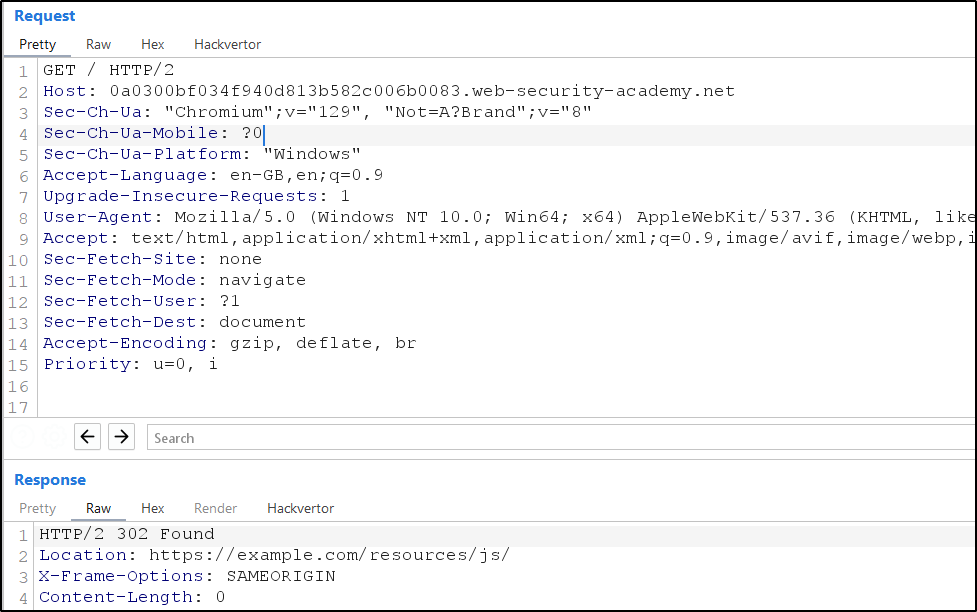 Request
Pretty Raw Hex Hackvertor
1 GET / HTTP/2
2 Host: 0a0300bf034f940d813b582c006b0083.web-security-academy.net
3 Sec-Ch-Ua: "Chromium";v="129", "Not=A?Brand";v="8"
4 Sec-Ch-Ua-Mobile: ?0
5 Sec-Ch-Ua-Platform: "Windows"
6 Accept-Language: en-GB,en;q=0.9
7 Upgrade-Insecure-Requests: 1
8 User-Agent: Mozilla/5.0 (Windows NT 10.0; Win64; x64) AppleWebKit/537.36 (KHTML, like
9 Accept: text/html,application/xhtml+xml,application/xml;q=0.9,image/avif,image/webp,i
10 Sec-Fetch-Site: none
11 Sec-Fetch-Mode: navigate
12 Sec-Fetch-User: ?1
13 Sec-Fetch-Dest: document
14 Accept-Encoding: gzip, deflate, br
15 Priority: u=0, i
16
17
Search
Response
Pretty Raw Hex Render Hackvertor
1 HTTP/2 302 Found
2 Location: https://example.com/resources/js/
3 X-Frame-Options: SAMEORIGIN
4 Content-Length: 0